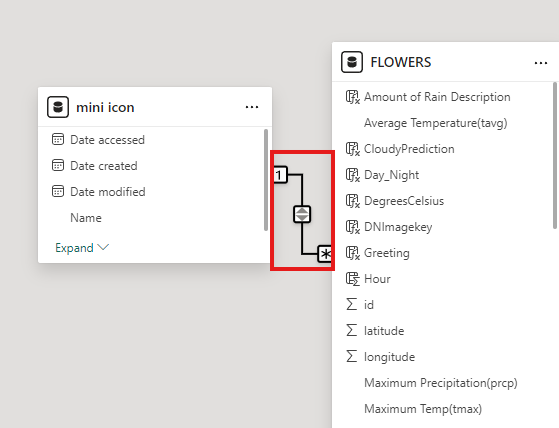 mini icon
...
Date accessed
Date created
Date modified
Name
Expand
1
*
FLOWERS
...
Amount of Rain Description
Average Temperature(tavg)
CloudyPrediction
Day_Night
DegreesCelsius
DNImagekey
Greeting
Hour
id
latitude
longitude
Maximum Precipitation(prcp)
Maximum Temp(tmax)